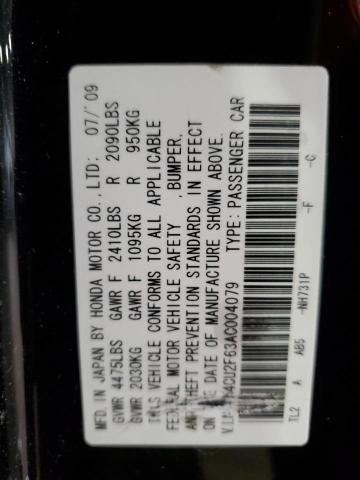 MFD. IN JAPAN BY HONDA MOTOR CO., LTD: 07/'09
GVWR 4475LBS GAWR F 2410LBS R 2090LBS
GVWR 2030KG GAWR F 1095KG R 950KG
THIS VEHICLE CONFORMS TO ALL APPLICABLE
FEDERAL MOTOR VEHICLE SAFETY , BUMPER,
AND THEFT PREVENTION STANDARDS IN EFFECT
ON THE DATE OF MANUFACTURE SHOWN ABOVE.
4CU2F63AC004079 TYPE: PASSENGER CAR
TL2 A AB5 -NH731P -F -C